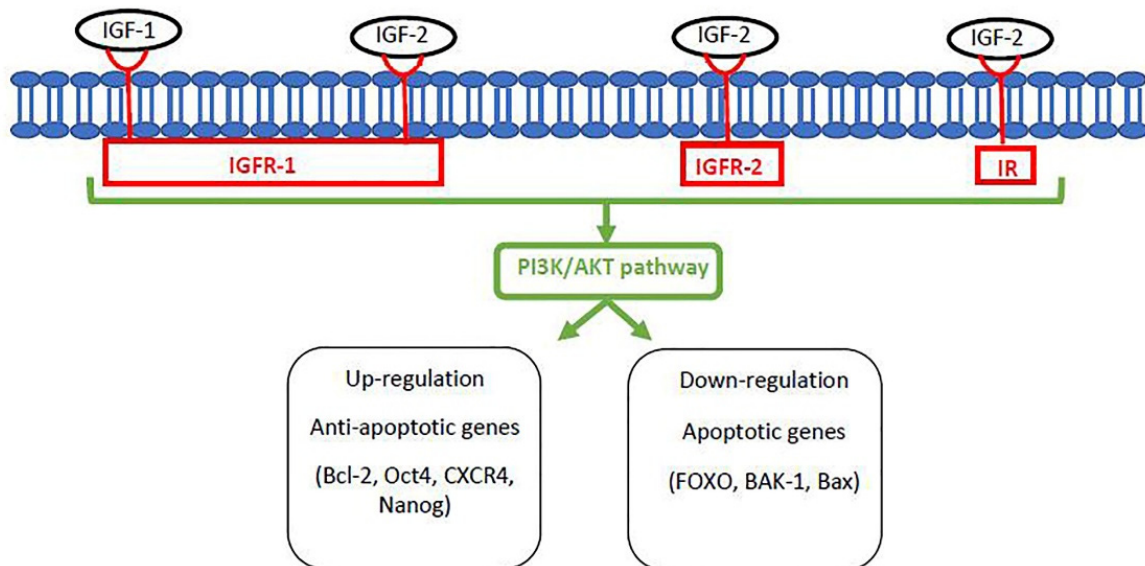 IGF-1
IGF-2
IGF-2
IGF-2
IGFR-1
IGFR-2
IR
PI3K/AKT pathway
Up-regulation
Anti-apoptotic genes
(Bcl-2, Oct4, CXCR4,
Nanog)
Down-regulation
Apoptotic genes
(FOXO, BAK-1, Bax)